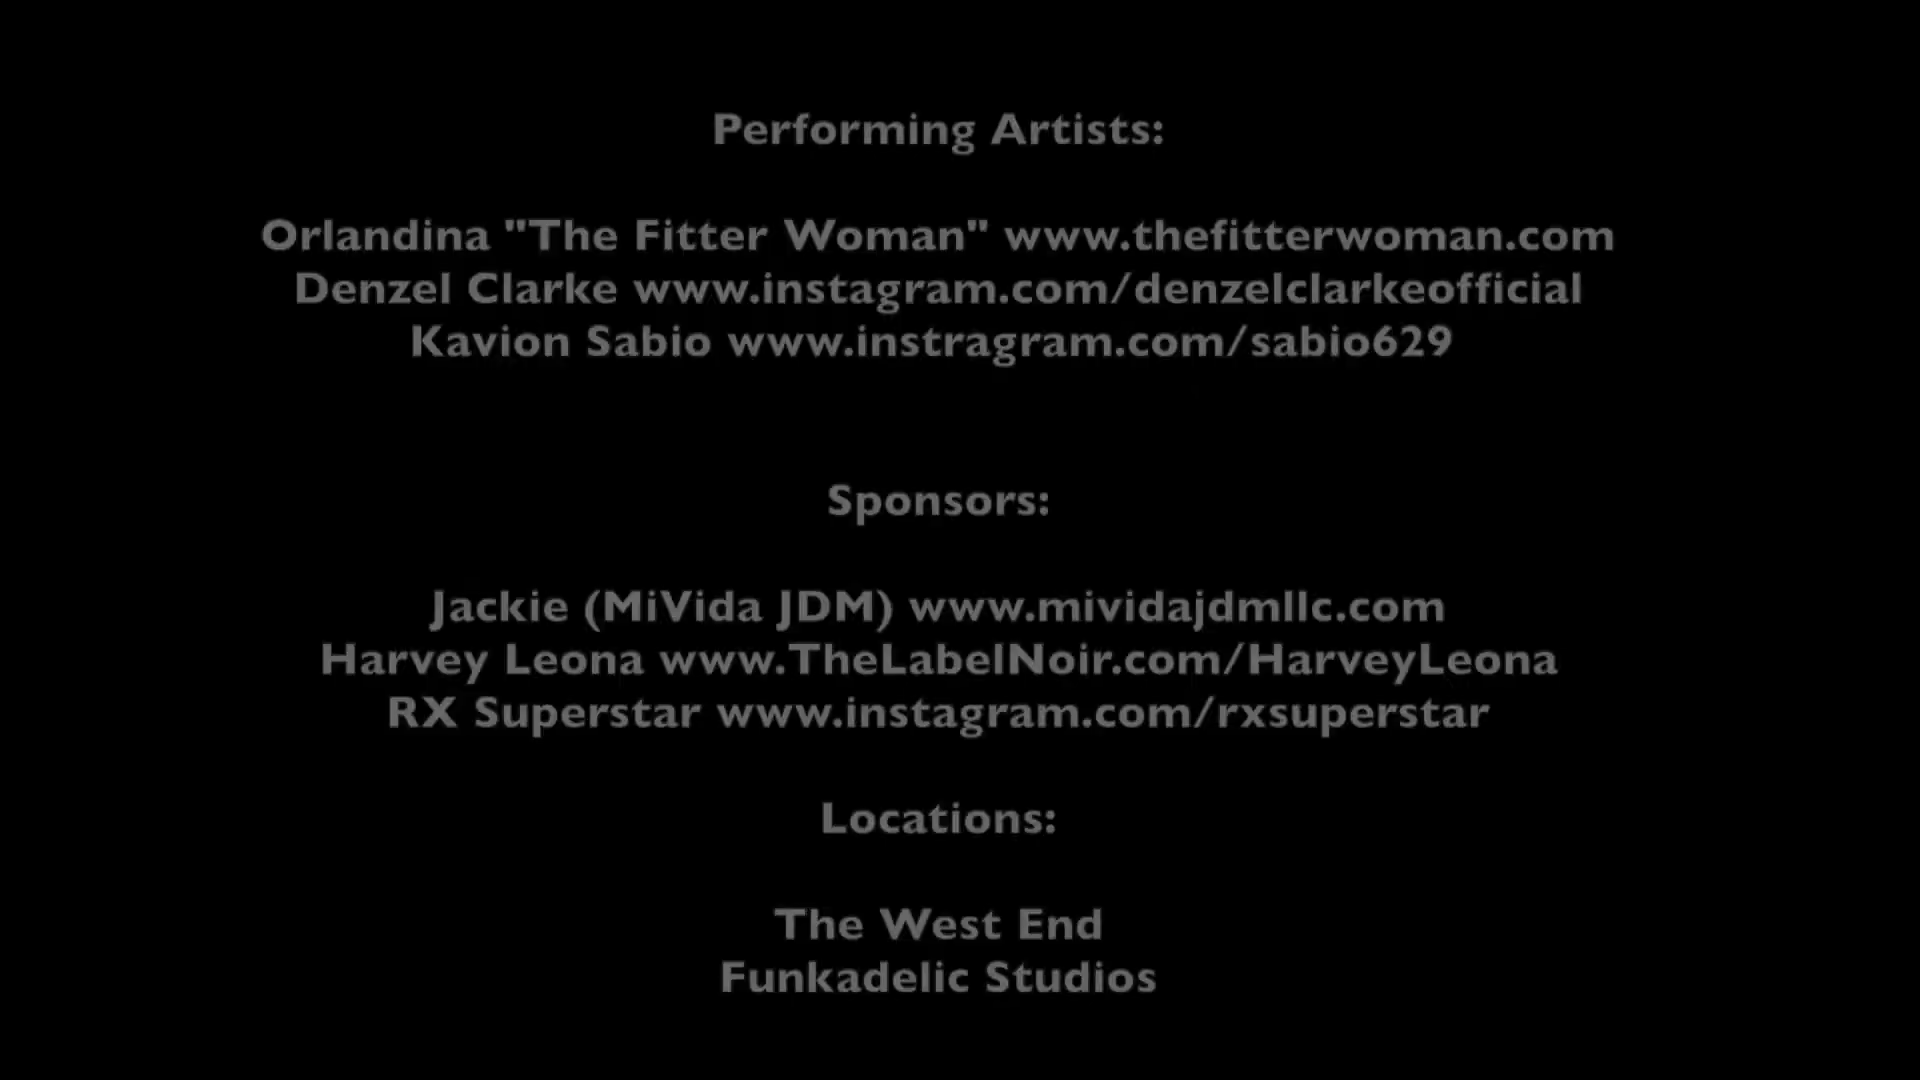 Performing Artists:
Orlandina "The Fitter Woman" www.thefitterwoman.com
Denzel Clarke www.instagram.com/denzelclarkeofficial
Kavion Sabio www.instragram.com/sabio629
Sponsors:
Jackie (MiVida JDM) www.mividajdmllc.com
Harvey Leona www.TheLabelNoir.com/HarveyLeona
RX Superstar www.instagram.com/rxsuperstar
Locations:
The West End
Funkadelic Studios